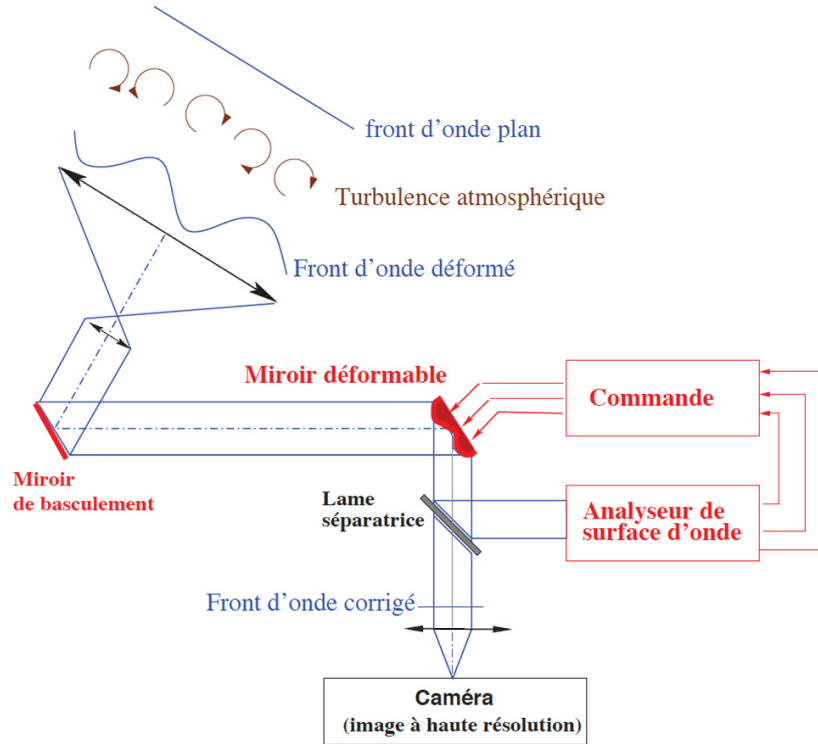 front d'onde plan
Turbulence atmosphérique
Front d'onde déformé
Miroir déformable
Commande
Miroir
de basculement
Lame
séparatrice
Analyseur de
surface d'onde
Front d'onde corrigé
Caméra
(image à haute résolution)